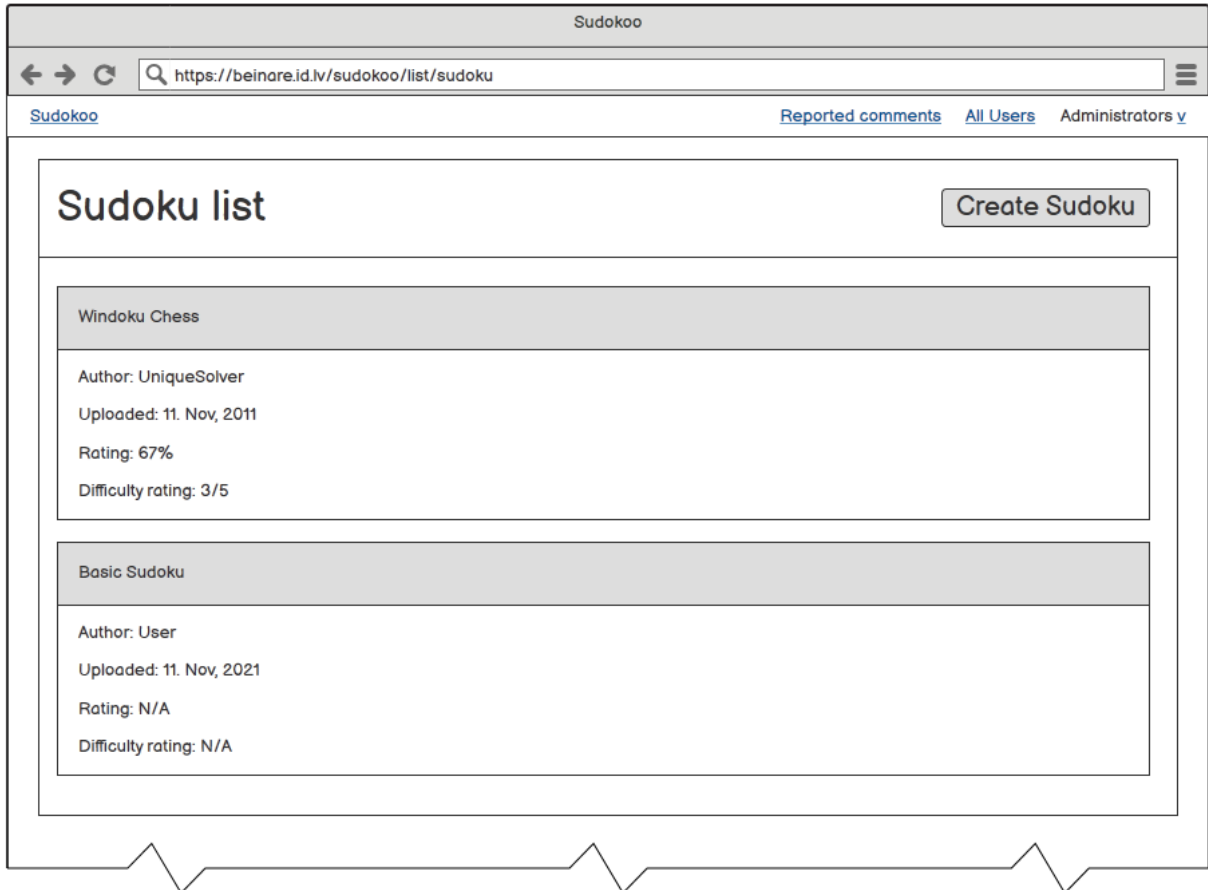 Sudokoo
https://beinare.id.lv/sudokoo/list/sudoku
Sudokoo Reported comments All Users Administrators v
Sudoku list Create Sudoku
Windoku Chess
Author: UniqueSolver
Uploaded: 11. Nov, 2011
Rating: 67%
Difficulty rating: 3/5
Basic Sudoku
Author: User
Uploaded: 11. Nov, 2021
Rating: N/A
Difficulty rating: N/A